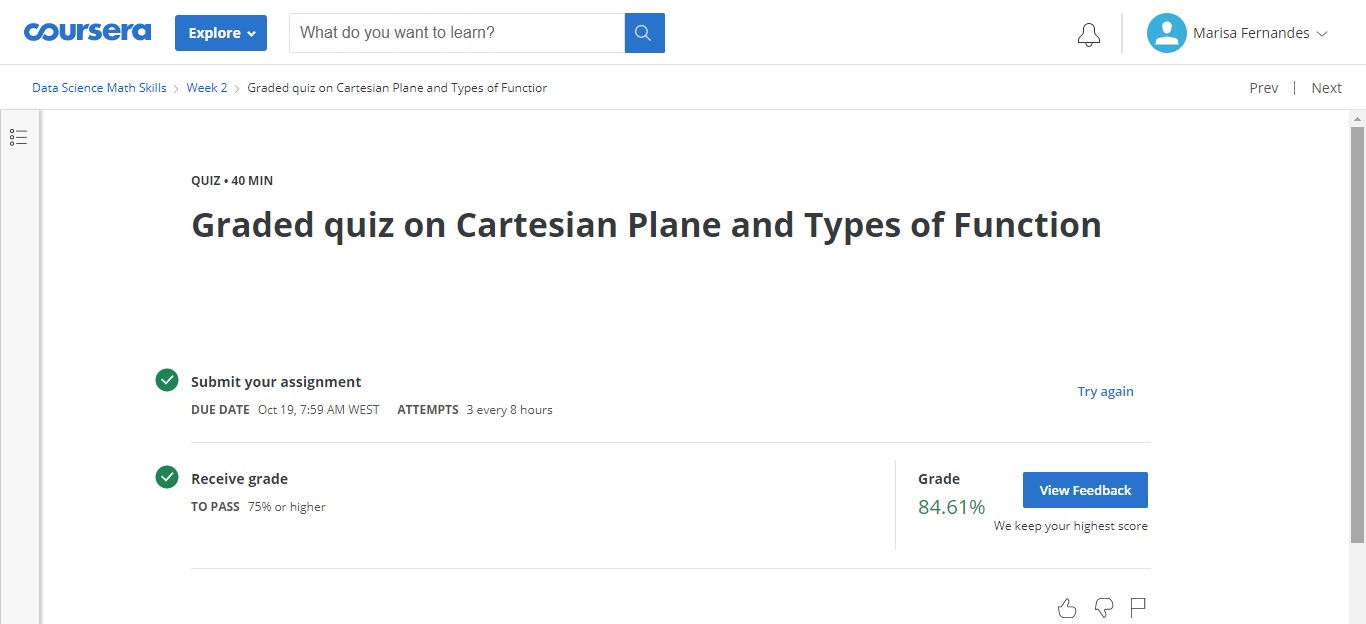 coursera
Explore
What do you want to learn?
Marisa Fernandes
Data Science Math Skills > Week 2 > Graded quiz on Cartesian Plane and Types of Functior
Prev | Next
QUIZ • 40 MIN
Graded quiz on Cartesian Plane and Types of Function
Submit your assignment
DUE DATE Oct 19, 7:59 AM WEST ATTEMPTS 3 every 8 hours
Try again
Receive grade
TO PASS 75% or higher
Grade
84.61%
View Feedback
We keep your highest score